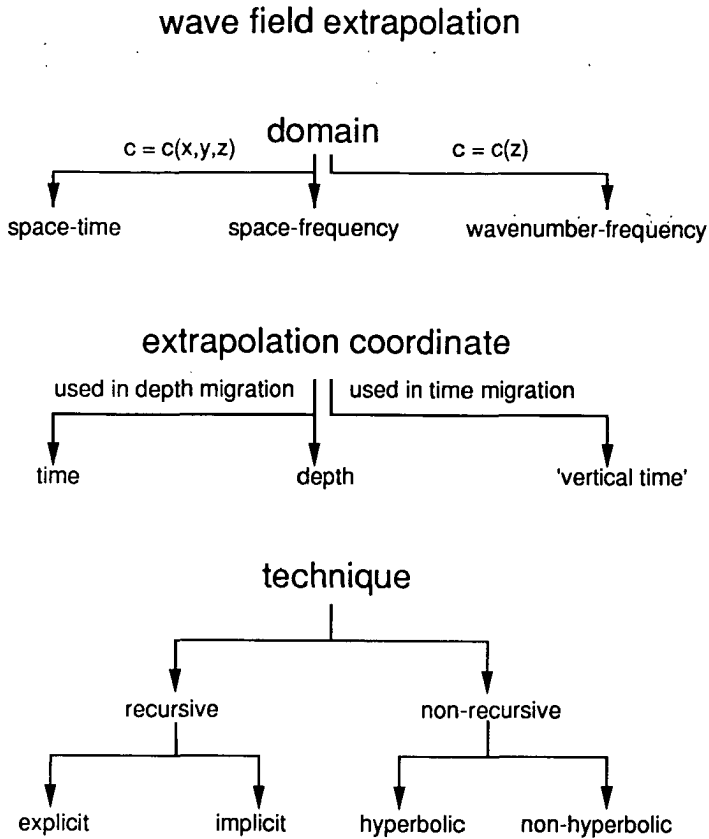 wave field extrapolation
domain
c = c(x,y,z)
c = c(z)
space-time
space-frequency
wavenumber-frequency
extrapolation coordinate
used in depth migration
used in time migration
time
depth
'vertical time'
technique
recursive
non-recursive
explicit
implicit
hyperbolic
non-hyperbolic